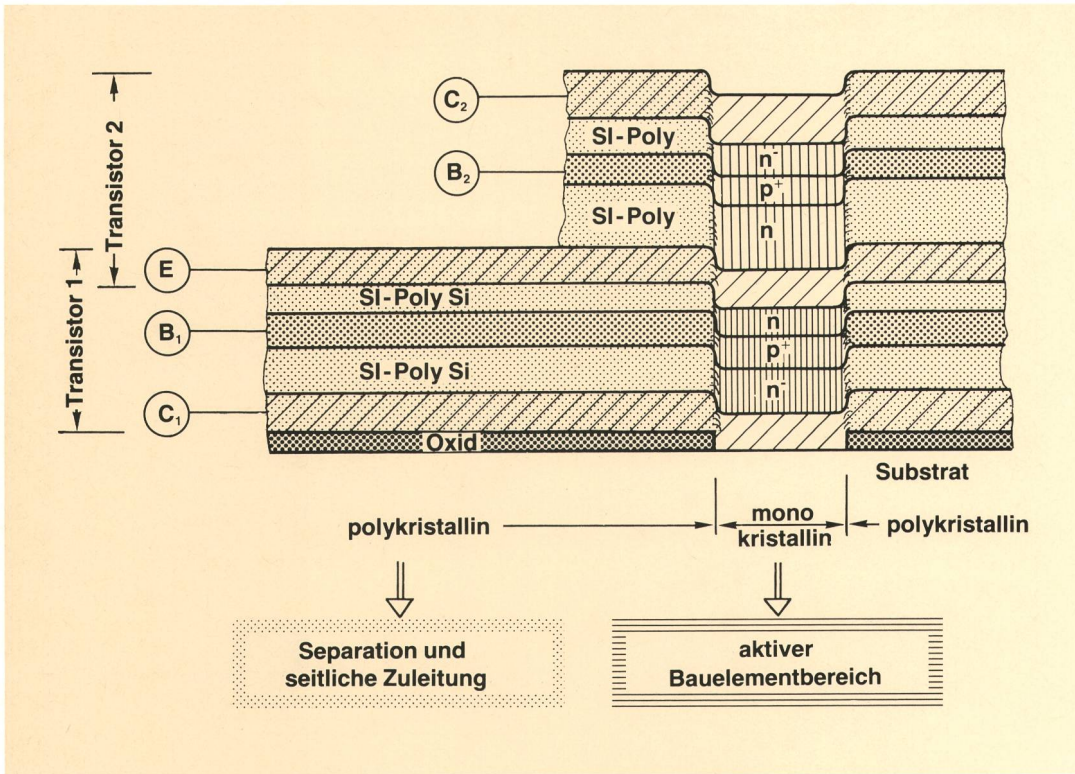 Transistor 2
C₂
SI-Poly
n⁻
B₂
p⁺
SI-Poly
n
Transistor 1
E
SI-Poly Si
n
B₁
p⁺
SI-Poly Si
n⁻
C₁
Oxid
Substrat
polykristallin
mono
kristallin
polykristallin
Separation und
seitliche Zuleitung
aktiver
Bauelementbereich